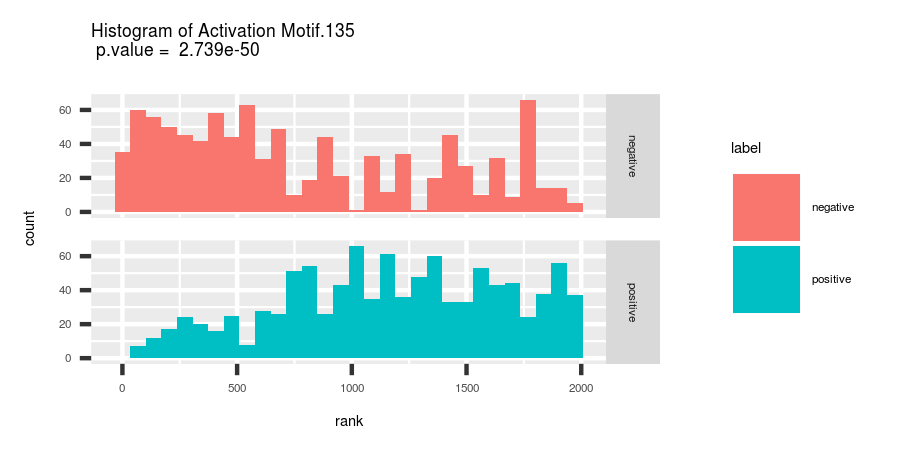 Histogram of Activation Motif.135
p.value = 2.739e-50
count
60
40
20
0
negative
60
40
20
0
positive
0 500 1000 1500 2000
rank
label
negative
positive